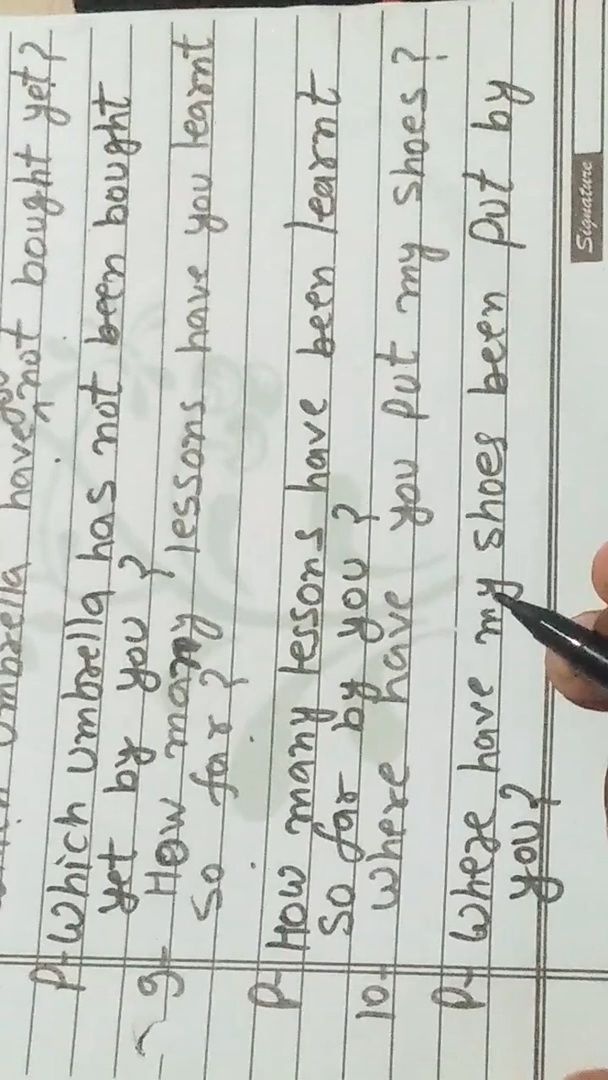 umbrella have you not bought yet?
P- Which umbrella has not been bought
yet by you?
9- How many lessons have you learnt
so far?
P- How many lessons have been learnt
so far by you?
10- where have you put my shoes?
P- Where have my shoes been put by
you?
Signature